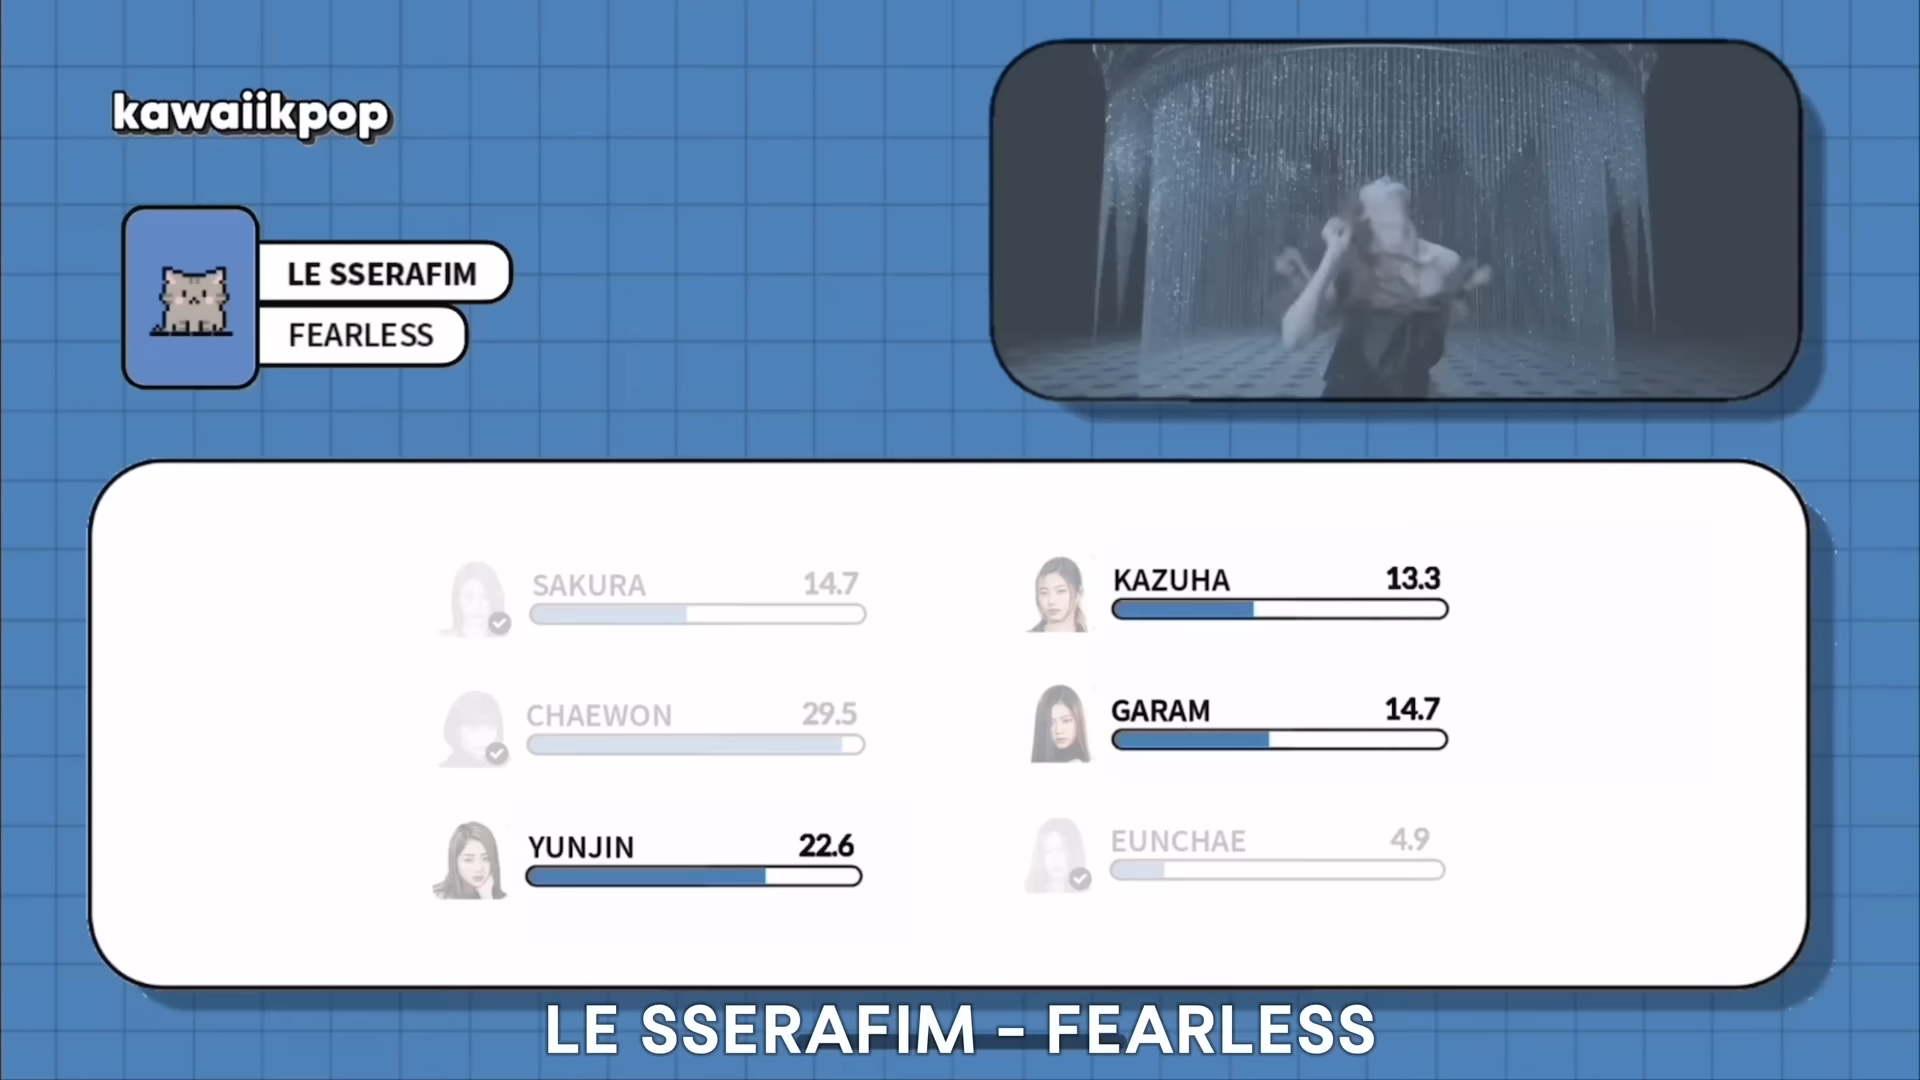 kawaiikpop
LE SSERAFIM
FEARLESS
SAKURA 14.7
CHAEWON 29.5
YUNJIN 22.6
KAZUHA 13.3
GARAM 14.7
EUNCHAE 4.9
LE SSERAFIM - FEARLESS